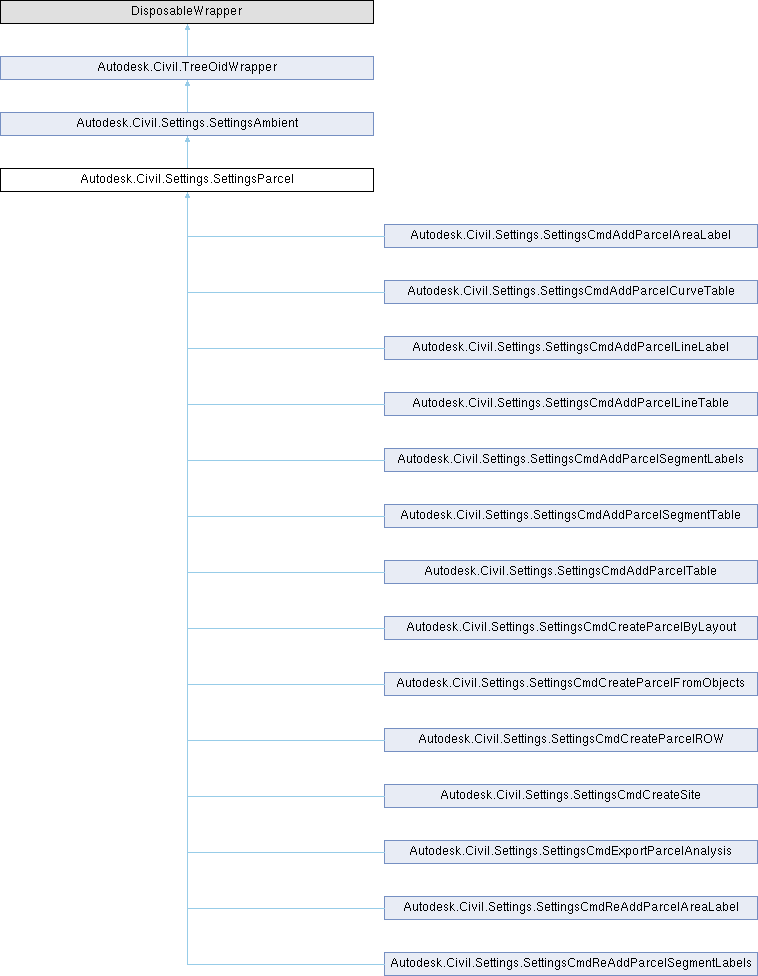 DisposableWrapper
Autodesk.Civil.TreeOidWrapper
Autodesk.Civil.Settings.SettingsAmbient
Autodesk.Civil.Settings.SettingsParcel
Autodesk.Civil.Settings.SettingsCmdAddParcelAreaLabel
Autodesk.Civil.Settings.SettingsCmdAddParcelCurveTable
Autodesk.Civil.Settings.SettingsCmdAddParcelLineLabel
Autodesk.Civil.Settings.SettingsCmdAddParcelLineTable
Autodesk.Civil.Settings.SettingsCmdAddParcelSegmentLabels
Autodesk.Civil.Settings.SettingsCmdAddParcelSegmentTable
Autodesk.Civil.Settings.SettingsCmdAddParcelTable
Autodesk.Civil.Settings.SettingsCmdCreateParcelByLayout
Autodesk.Civil.Settings.SettingsCmdCreateParcelFromObjects
Autodesk.Civil.Settings.SettingsCmdCreateParcelROW
Autodesk.Civil.Settings.SettingsCmdCreateSite
Autodesk.Civil.Settings.SettingsCmdExportParcelAnalysis
Autodesk.Civil.Settings.SettingsCmdReAddParcelAreaLabel
Autodesk.Civil.Settings.SettingsCmdReAddParcelSegmentLabels